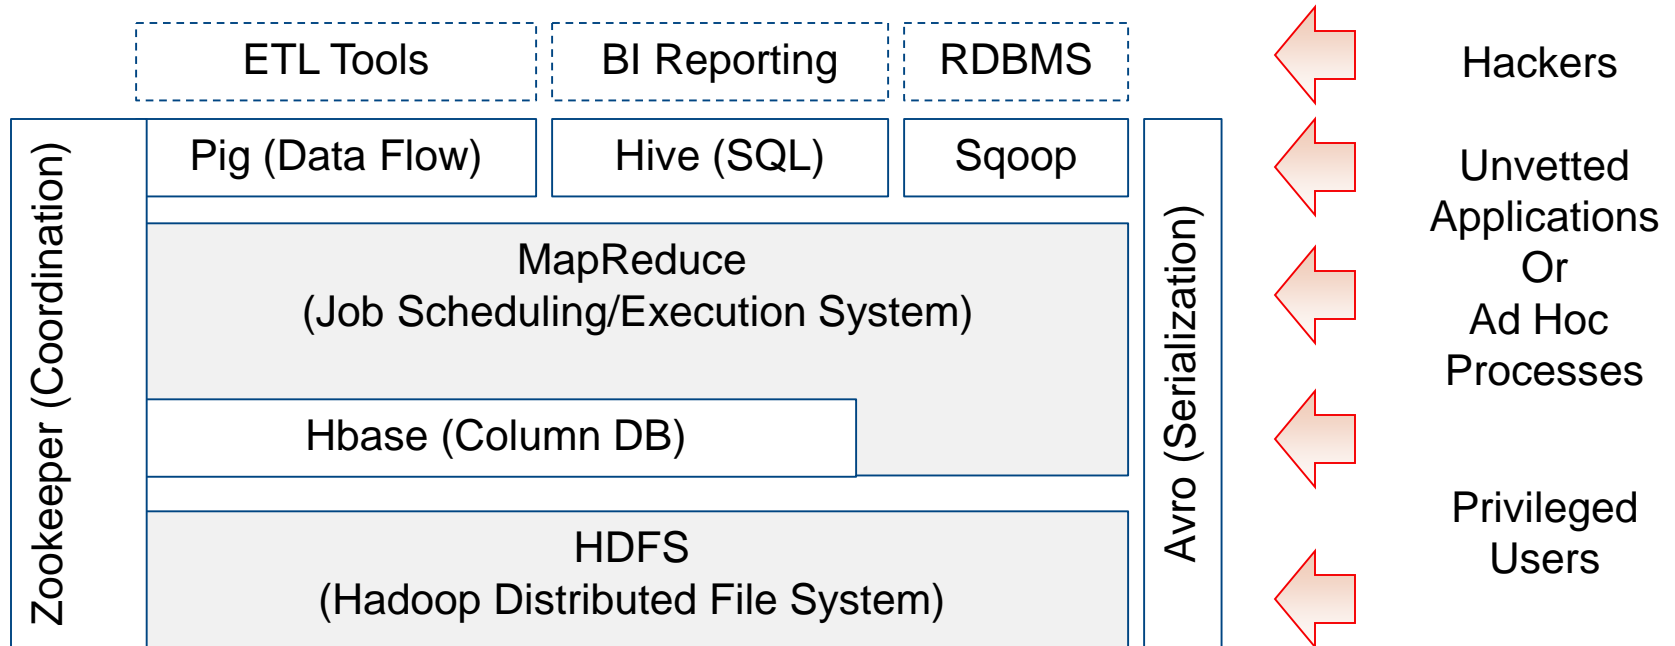 ETL Tools
BI Reporting
RDBMS
Hackers
Zookeeper (Coordination)
Pig (Data Flow)
Hive (SQL)
Sqoop
Avro (Serialization)
Unvetted
Applications
Or
Ad Hoc
Processes
MapReduce
(Job Scheduling/Execution System)
Hbase (Column DB)
Privileged
Users
HDFS
(Hadoop Distributed File System)